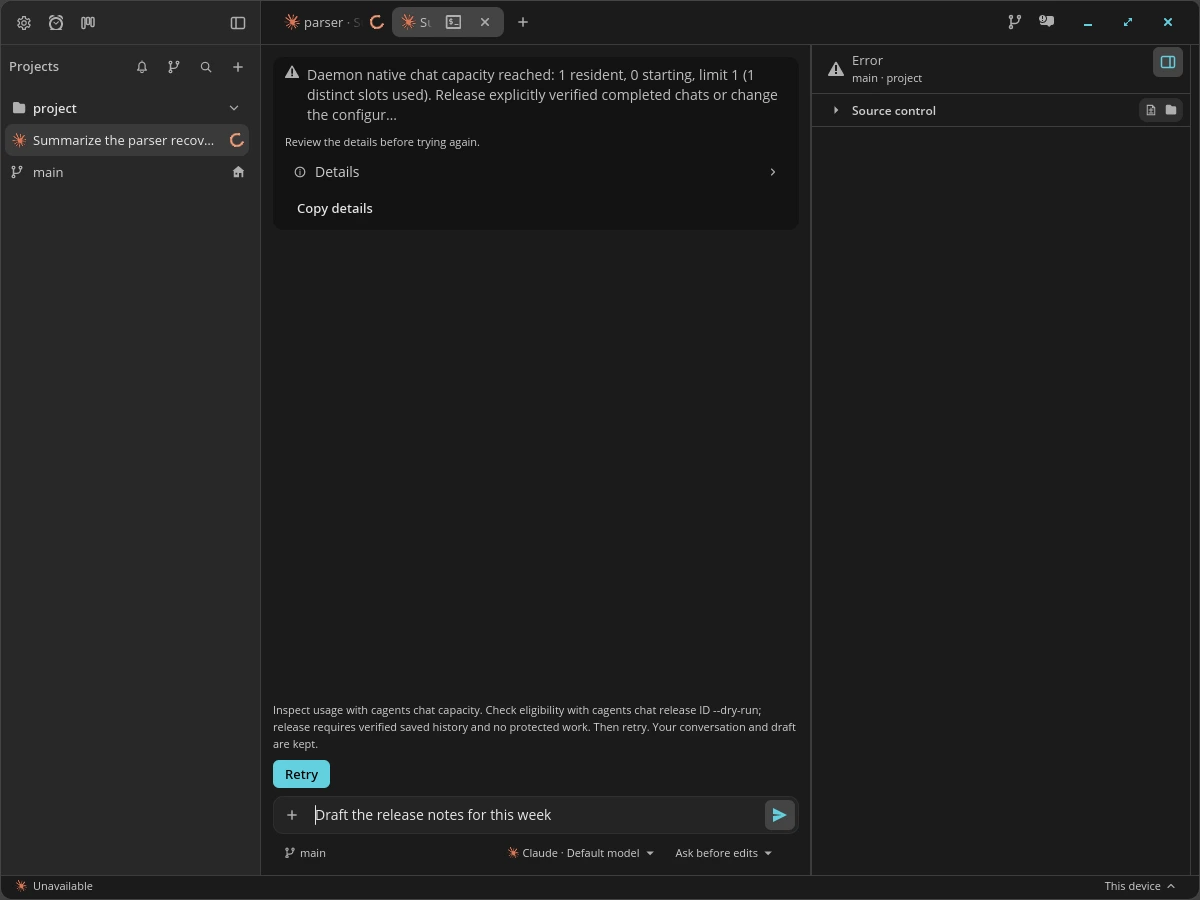 parser ·
Projects
project
Summarize the parser recov...
main
Daemon native chat capacity reached: 1 resident, 0 starting, limit 1 (1
distinct slots used). Release explicitly verified completed chats or change
the configur...
Review the details before trying again.
Details
Copy details
Inspect usage with cagents chat capacity. Check eligibility with cagents chat release ID --dry-run;
release requires verified saved history and no protected work. Then retry. Your conversation and draft
are kept.
Retry
Draft the release notes for this week
main
Claude · Default model
Ask before edits
Error
main · project
Source control
Unavailable
This device